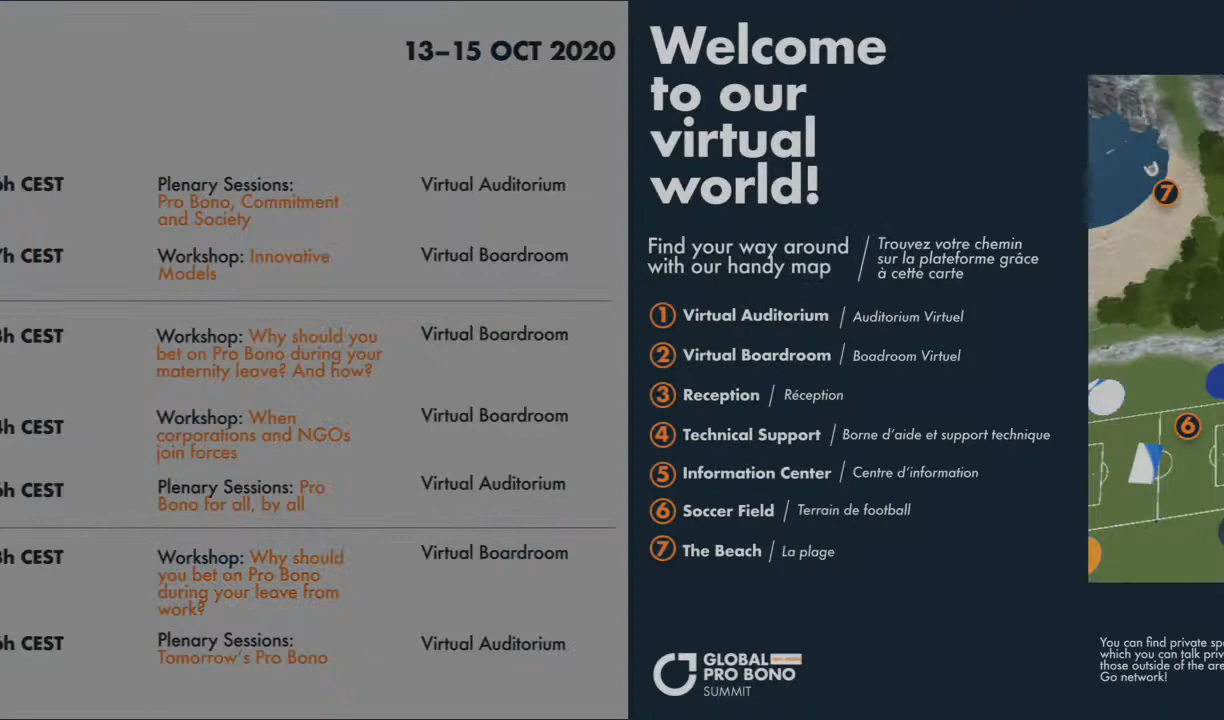 13–15 OCT 2020
h CEST
Plenary Sessions:
Pro Bono, Commitment
and Society
Virtual Auditorium
h CEST
Workshop: Innovative
Models
Virtual Boardroom
h CEST
Workshop: Why should you
bet on Pro Bono during your
maternity leave? And how?
Virtual Boardroom
h CEST
Workshop: When
corporations and NGOs
join forces
Virtual Boardroom
h CEST
Plenary Sessions: Pro
Bono for all, by all
Virtual Auditorium
h CEST
Workshop: Why should
you bet on Pro Bono
during your leave from
work?
Virtual Boardroom
h CEST
Plenary Sessions:
Tomorrow's Pro Bono
Virtual Auditorium
Welcome
to our
virtual
world!
Find your way around
with our handy map
Trouvez votre chemin
sur la plateforme grâce
à cette carte
1 Virtual Auditorium / Auditorium Virtuel
2 Virtual Boardroom / Boadroom Virtuel
3 Reception / Réception
4 Technical Support / Borne d'aide et support technique
5 Information Center / Centre d'information
6 Soccer Field / Terrain de football
7 The Beach / La plage
GLOBAL
PRO BONO
SUMMIT
7
6
You can find private sp
which you can talk priv
those outside of the are
Go network!